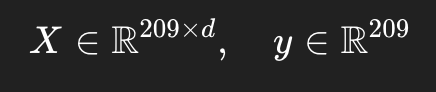 X ∈ ℝ^{209×d}, y ∈ ℝ^{209}